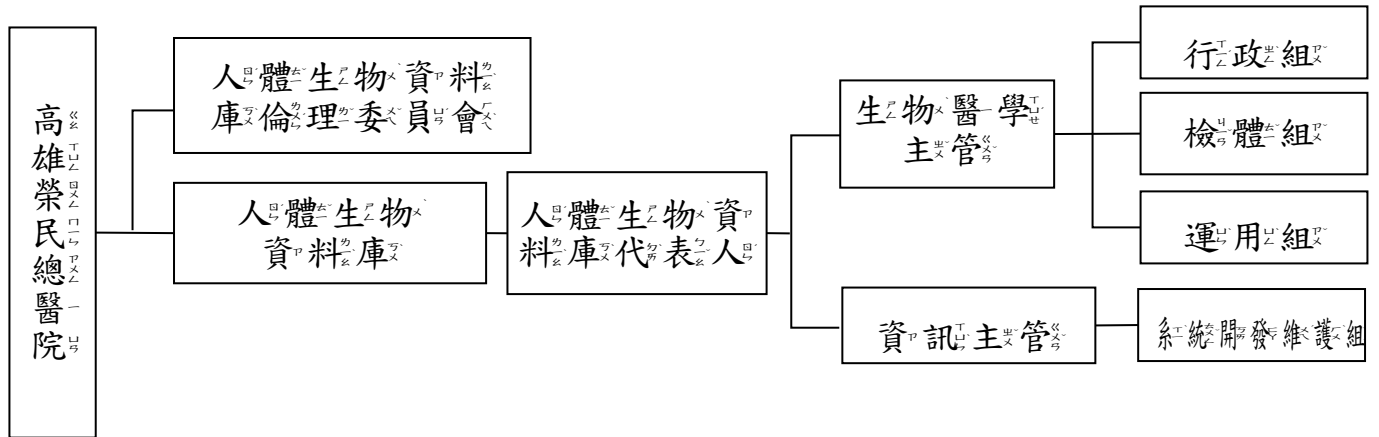 高雄榮民總醫院
人體生物資料
庫倫理委員會
人體生物
資料庫
人體生物資
料庫代表人
生物醫學
主管
行政組
檢體組
運用組
資訊主管
系統開發維護組